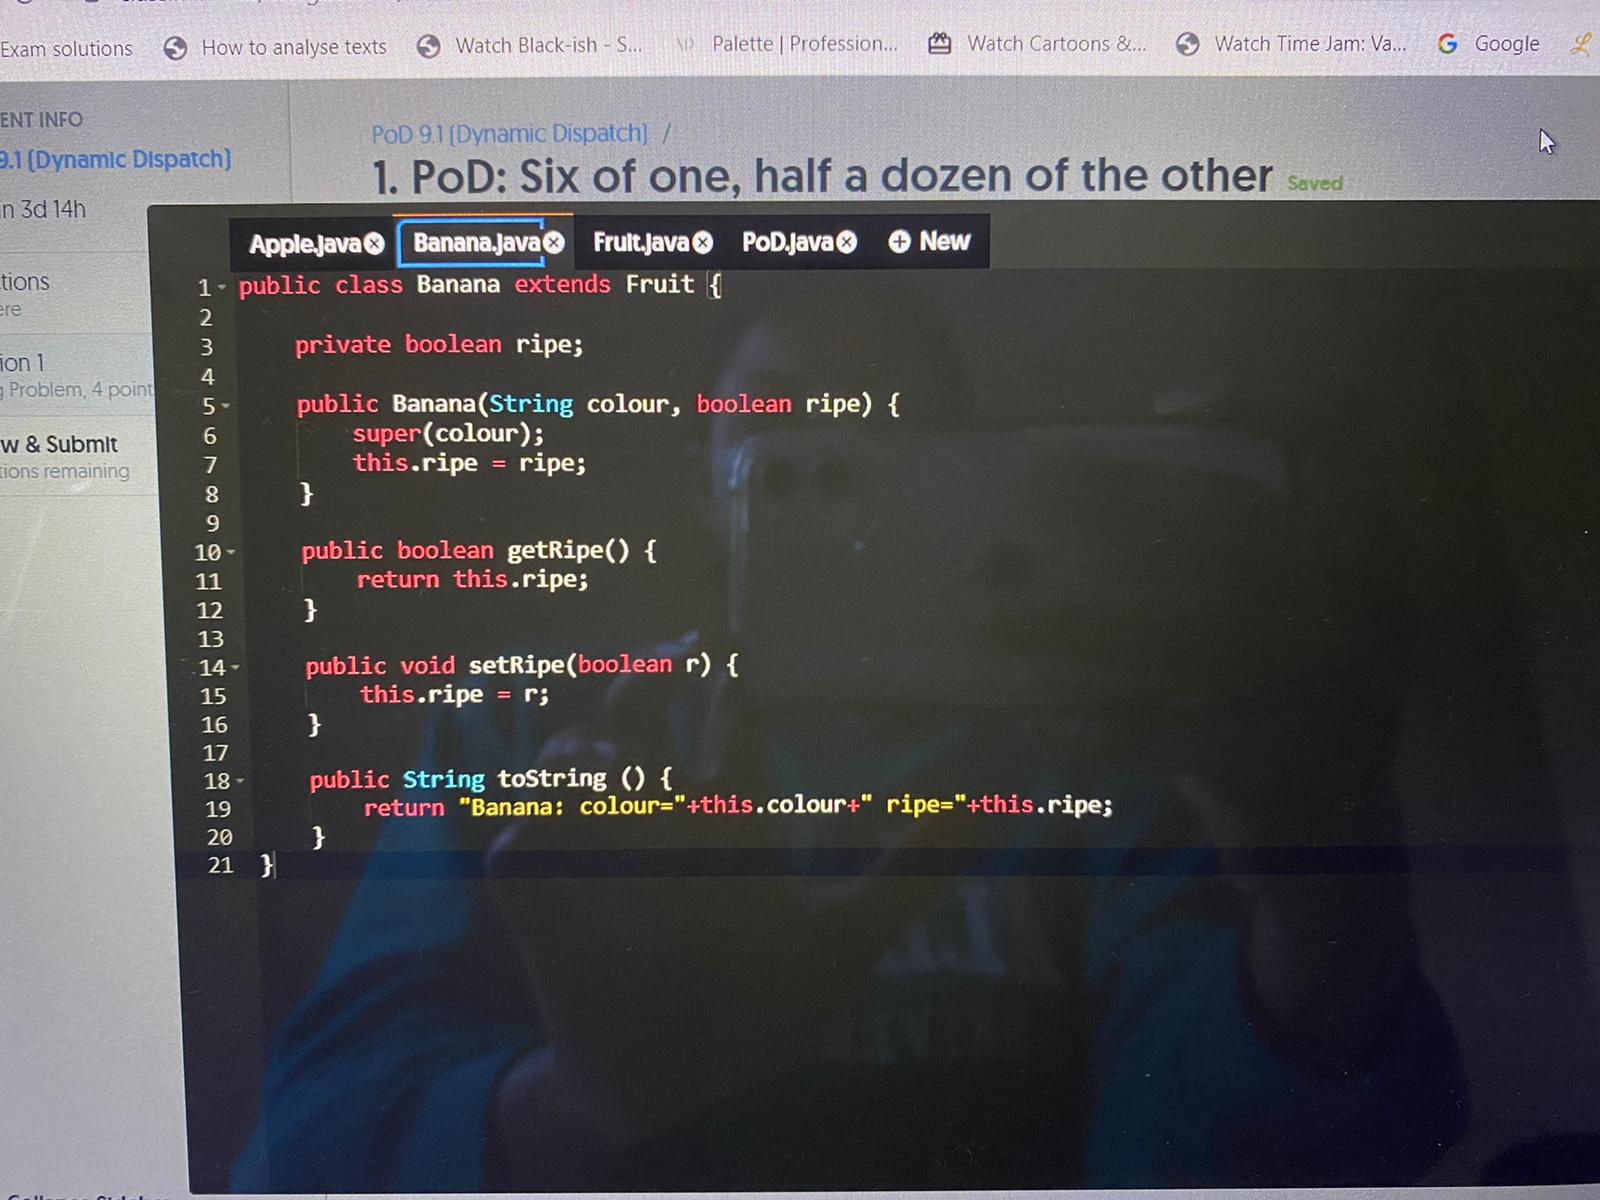 Exam solutions How to analyse texts Watch Black-ish - S... Palette | Profession... Watch Cartoons &... Watch Time Jam: Va... Google
ENT INFO
9.1 (Dynamic Dispatch)
n 3d 14h
tions
ere
ion 1
g Problem, 4 point
w & Submit
tions remaining
PoD 9.1 (Dynamic Dispatch) /
1. PoD: Six of one, half a dozen of the other Saved
Apple.java Banana.java Fruit.java PoD.java New
1 public class Banana extends Fruit {
2
3 private boolean ripe;
4
5 public Banana(String colour, boolean ripe) {
6 super(colour);
7 this.ripe = ripe;
8 }
9
10 public boolean getRipe() {
11 return this.ripe;
12 }
13
14 public void setRipe(boolean r) {
15 this.ripe = r;
16 }
17
18 public String toString () {
19 return "Banana: colour="+this.colour+" ripe="+this.ripe;
20 }
21 }